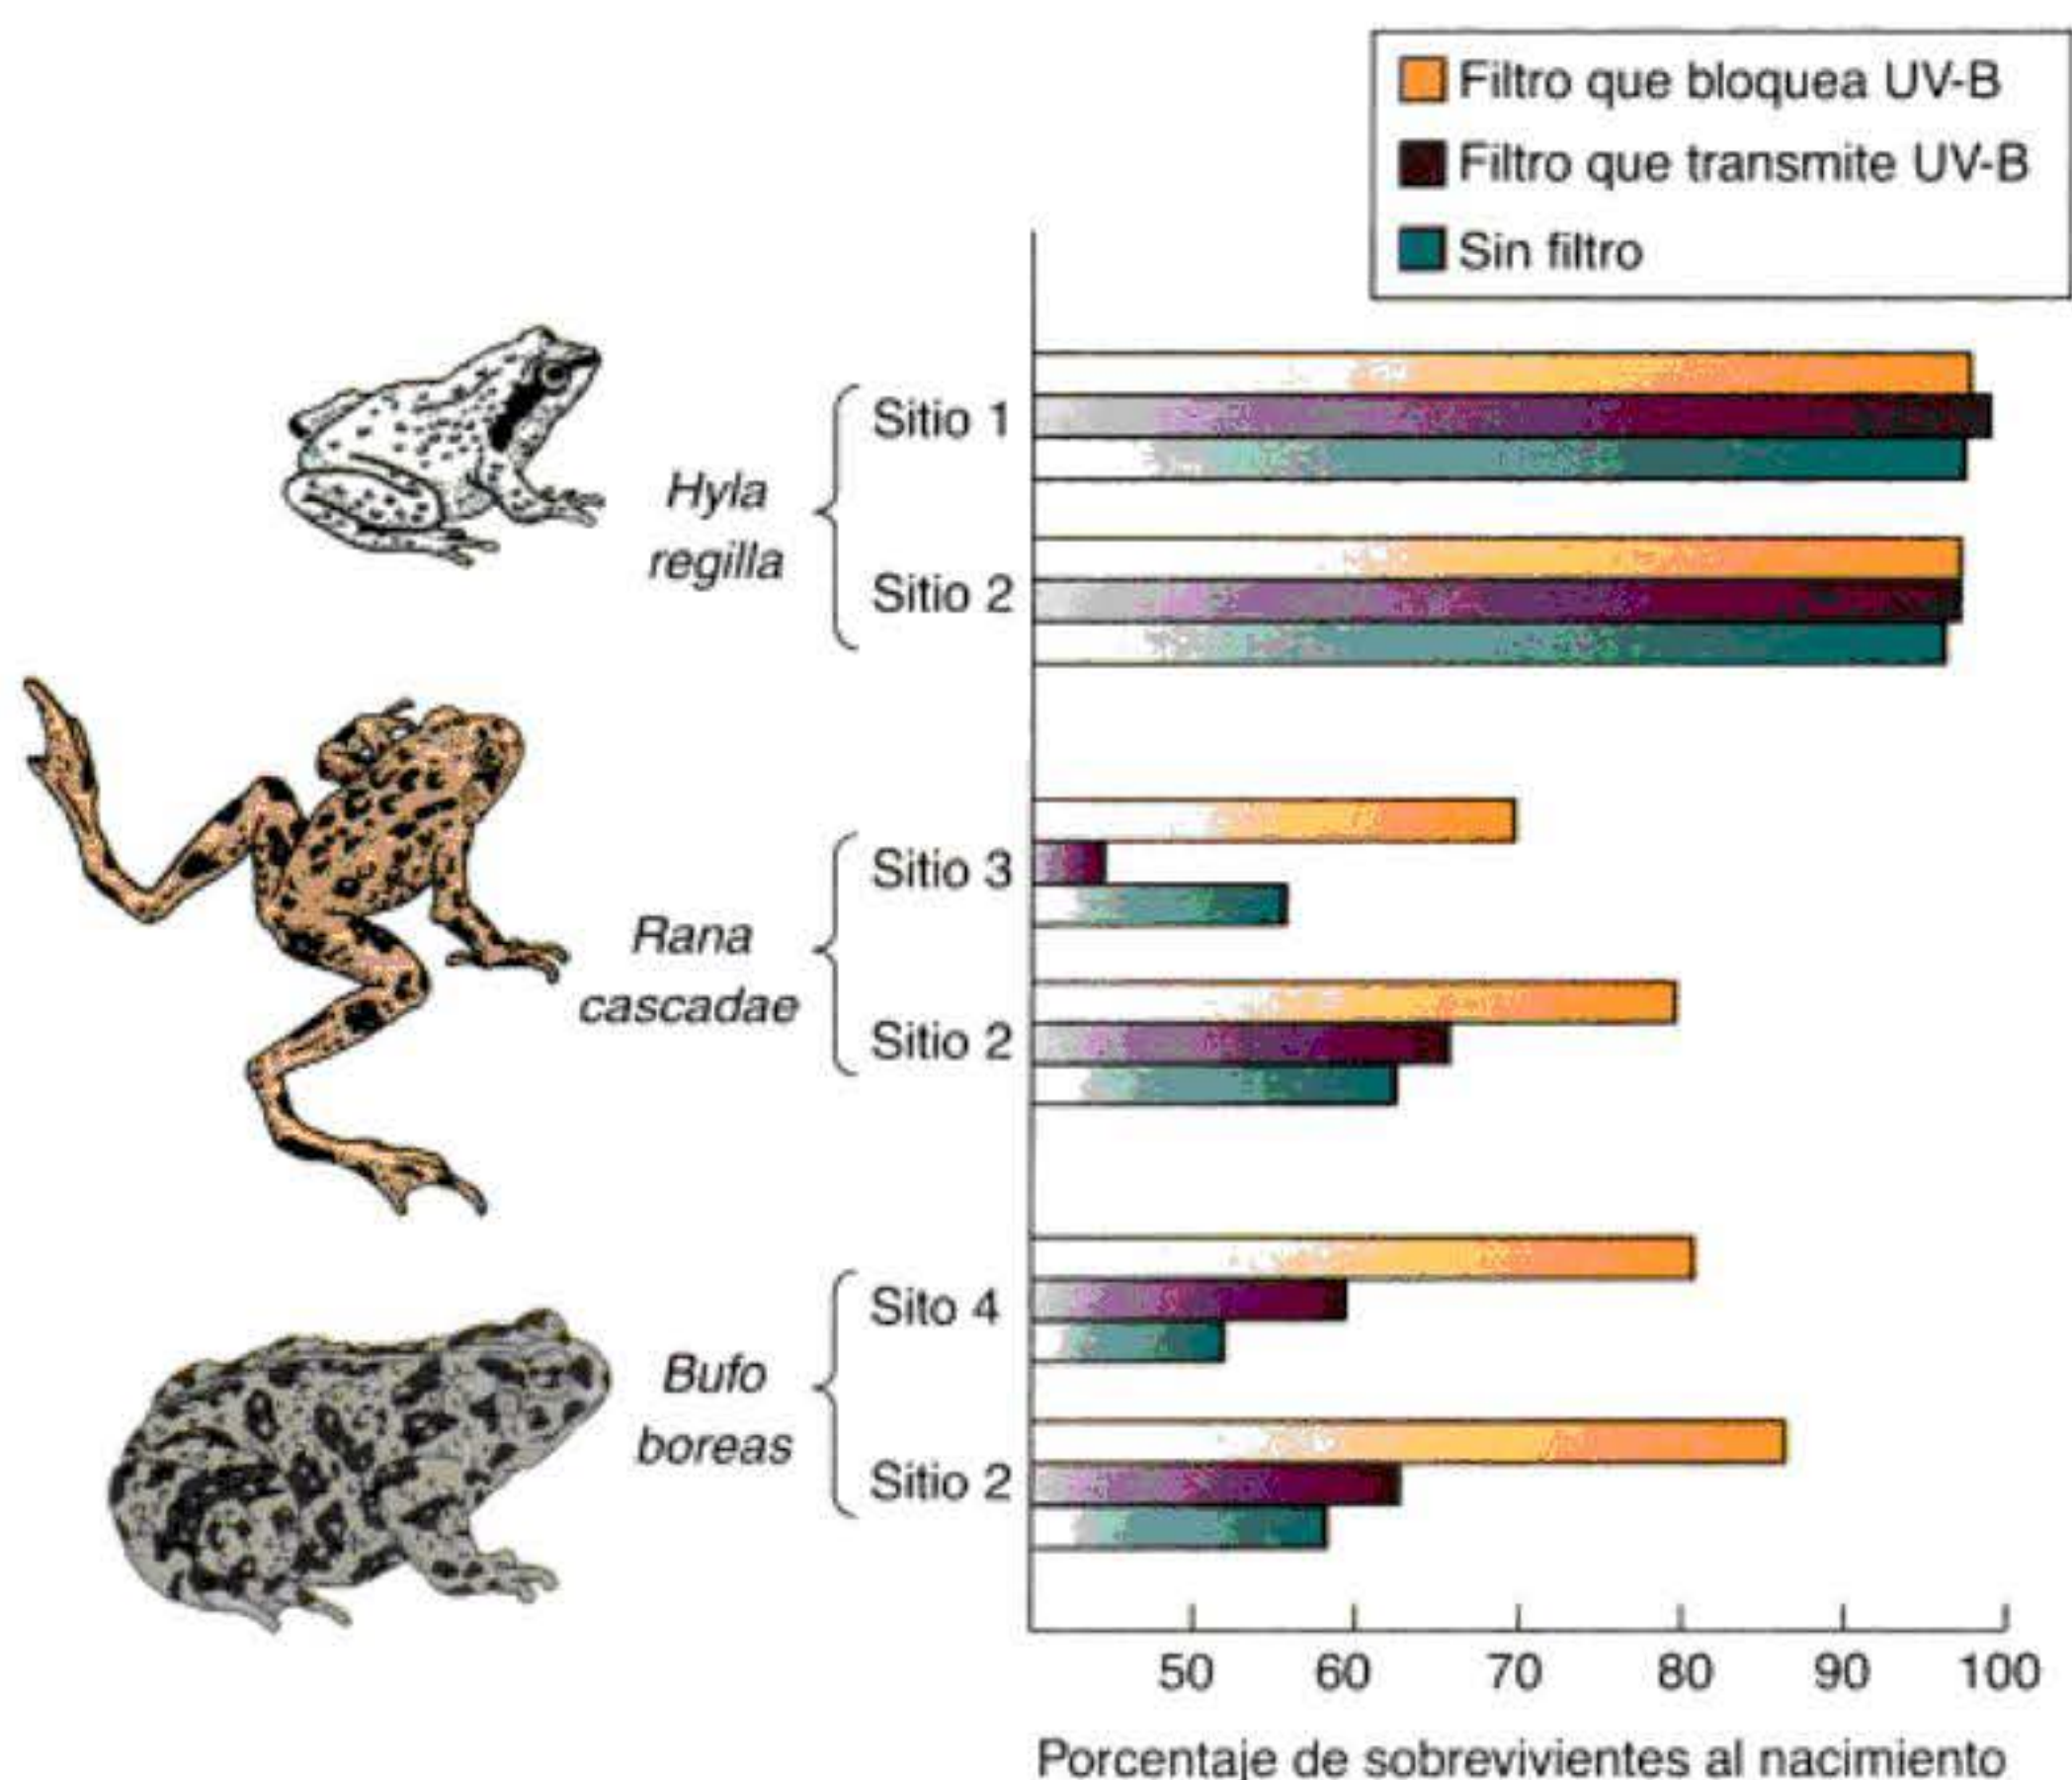 Filtro que bloquea UV-B
Filtro que transmite UV-B
Sin filtro
Hyla
regilla
Sitio 1
Sitio 2
Rana
cascadae
Sitio 3
Sitio 2
Bufo
boreas
Sito 4
Sitio 2
50 60 70 80 90 100
Porcentaje de sobrevivientes al nacimiento